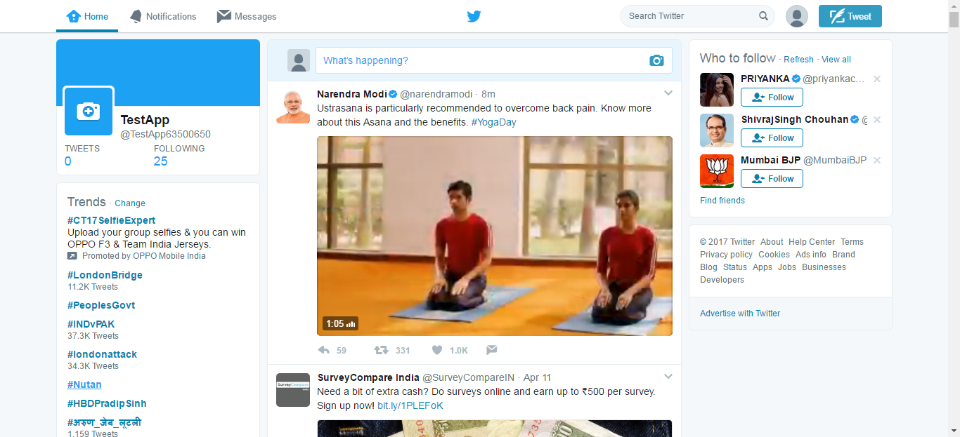 Home
Notifications
Messages
Search Twitter
Tweet
TestApp
@TestApp63500650
TWEETS FOLLOWING
0 25
Trends · Change
#CT17SelfieExpert
Upload your group selfies & you can win
OPPO F3 & Team India Jerseys.
Promoted by OPPO Mobile India
#LondonBridge
11.2K Tweets
#PeoplesGovt
#INDvPAK
37.3K Tweets
#londonattack
34.3K Tweets
#Nutan
#HBDPradipSinh
#अरुण_जेब_लूटली
1,159 Tweets
What's happening?
Narendra Modi @narendramodi · 8m
Ustrasana is particularly recommended to overcome back pain. Know more
about this Asana and the benefits. #YogaDay
1:05
59 331 1.0K
SurveyCompare India @SurveyCompareIN · Apr 11
Need a bit of extra cash? Do surveys online and earn up to ₹500 per survey.
Sign up now! bit.ly/1PLEFoK
Who to follow · Refresh · View all
PRIYANKA @priyankac...
Follow
ShivrajSingh Chouhan @
Follow
Mumbai BJP @MumbaiBJP
Follow
Find friends
© 2017 Twitter About Help Center Terms
Privacy policy Cookies Ads info Brand
Blog Status Apps Jobs Businesses
Developers
Advertise with Twitter